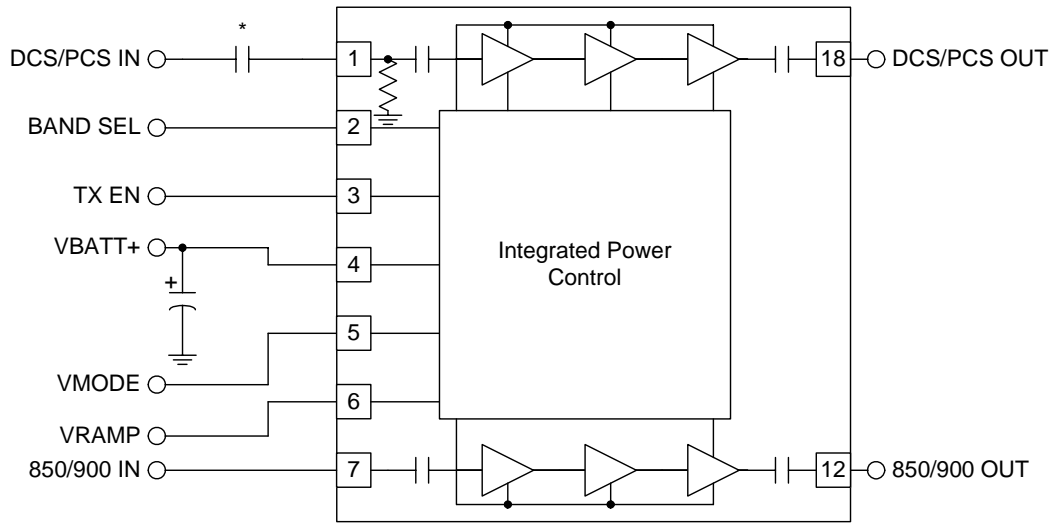 *
DCS/PCS IN
1
18
DCS/PCS OUT
BAND SEL
2
TX EN
3
VBATT+
4
Integrated Power
Control
+
5
VMODE
6
VRAMP
850/900 IN
7
12
850/900 OUT